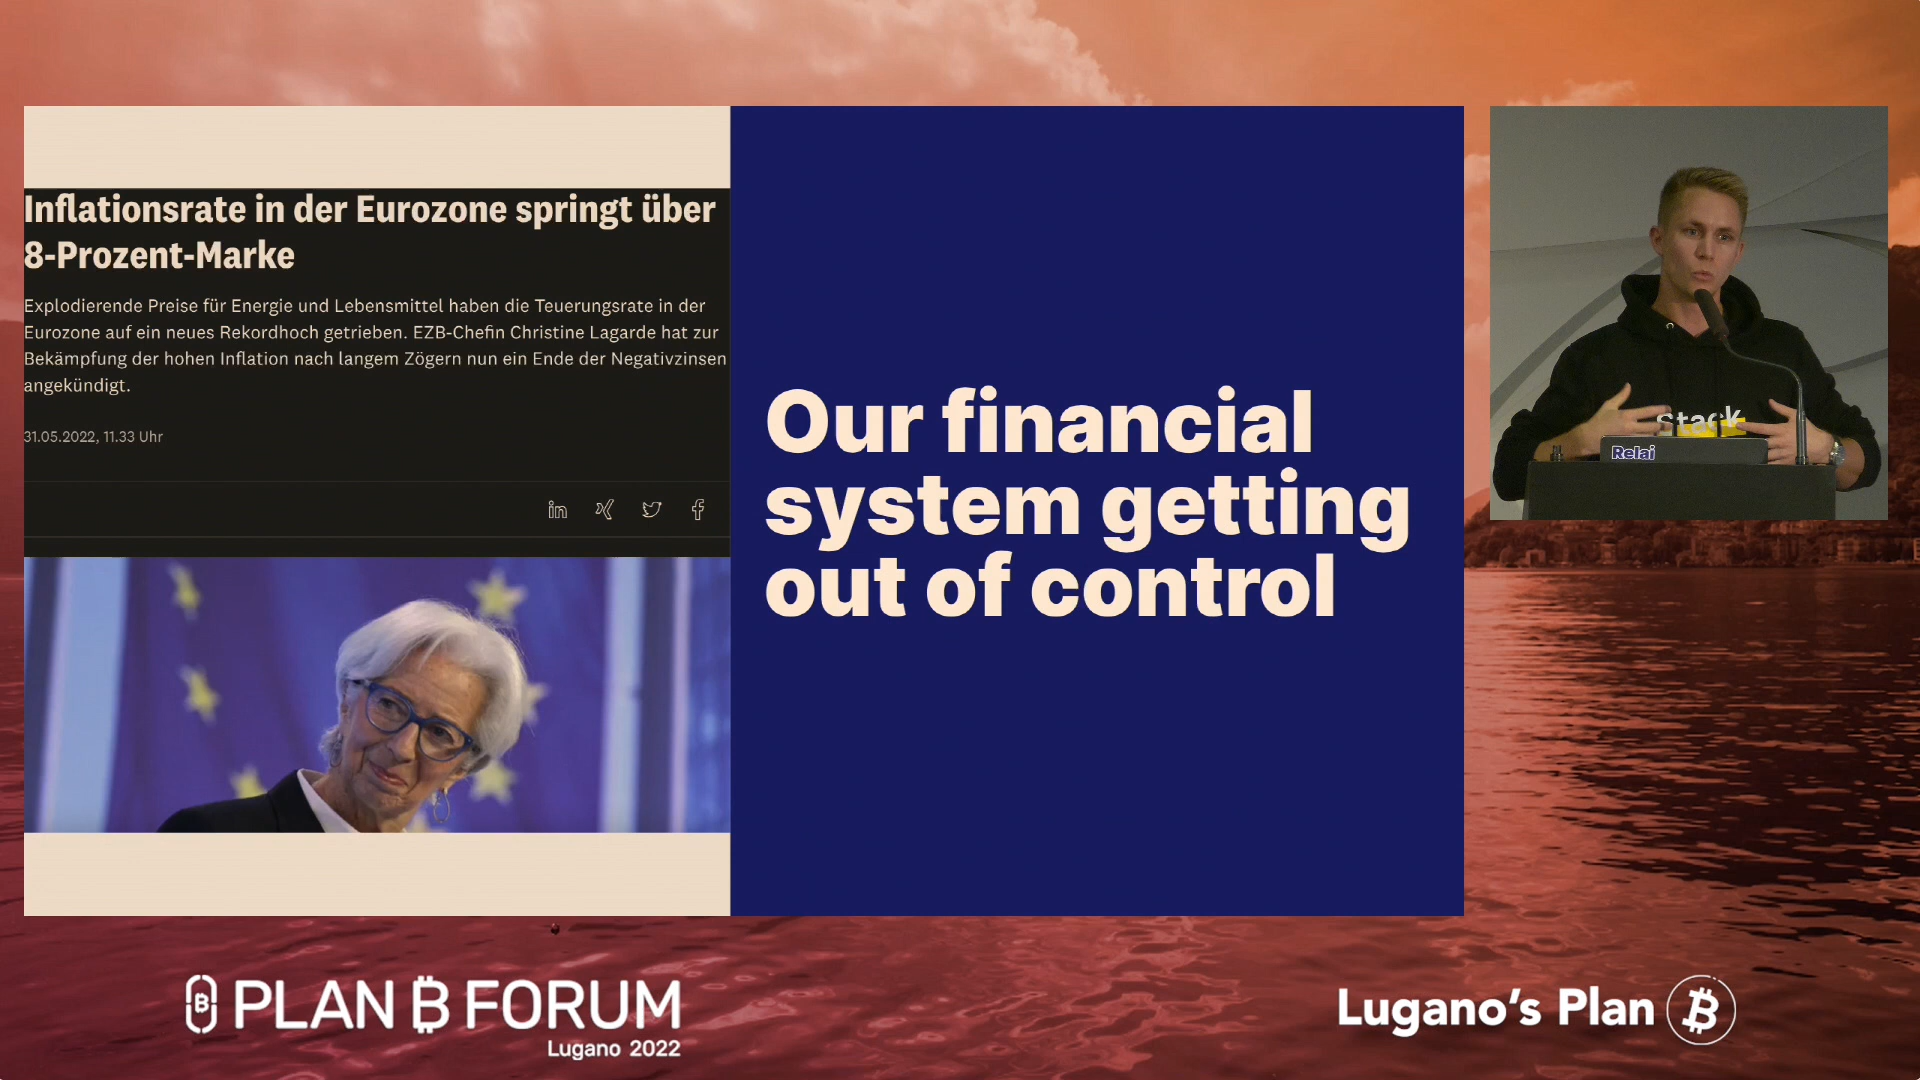 Inflationsrate in der Eurozone springt über
8-Prozent-Marke
Explodierende Preise für Energie und Lebensmittel haben die Teuerungsrate in der
Eurozone auf ein neues Rekordhoch getrieben. EZB-Chefin Christine Lagarde hat zur
Bekämpfung der hohen Inflation nach langem Zögern nun ein Ende der Negativzinsen
angekündigt.
31.05.2022, 11.33 Uhr
Our financial
system getting
out of control
stack
Relai
PLAN ₿ FORUM
Lugano 2022
Lugano's Plan ₿